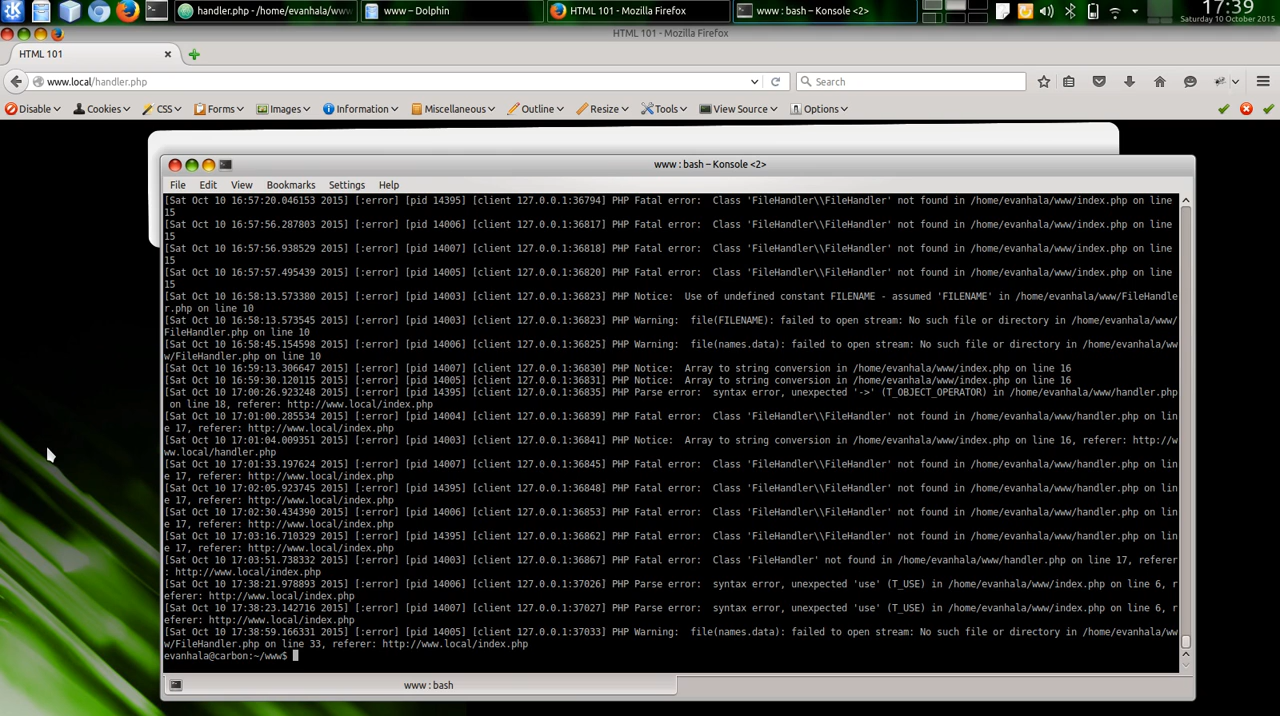 handler.php - /home/evanhala/www
www – Dolphin
HTML 101 - Mozilla Firefox
www : bash – Konsole <2>
17:39
Saturday 10 October 2015
HTML 101 - Mozilla Firefox
HTML 101
www.local/handler.php
Search
Disable Cookies CSS Forms Images Information Miscellaneous Outline Resize Tools View Source Options
www : bash – Konsole <2>
File Edit View Bookmarks Settings Help
[Sat Oct 10 16:57:20.046153 2015] [:error] [pid 14395] [client 127.0.0.1:36794] PHP Fatal error:  Class 'FileHandler\\FileHandler' not found in /home/evanhala/www/index.php on line
15
[Sat Oct 10 16:57:56.287803 2015] [:error] [pid 14006] [client 127.0.0.1:36817] PHP Fatal error:  Class 'FileHandler\\FileHandler' not found in /home/evanhala/www/index.php on line
15
[Sat Oct 10 16:57:56.938529 2015] [:error] [pid 14007] [client 127.0.0.1:36818] PHP Fatal error:  Class 'FileHandler\\FileHandler' not found in /home/evanhala/www/index.php on line
15
[Sat Oct 10 16:57:57.495439 2015] [:error] [pid 14005] [client 127.0.0.1:36820] PHP Fatal error:  Class 'FileHandler\\FileHandler' not found in /home/evanhala/www/index.php on line
15
[Sat Oct 10 16:58:13.573380 2015] [:error] [pid 14003] [client 127.0.0.1:36823] PHP Notice:  Use of undefined constant FILENAME - assumed 'FILENAME' in /home/evanhala/www/FileHandle
r.php on line 10
[Sat Oct 10 16:58:13.573545 2015] [:error] [pid 14003] [client 127.0.0.1:36823] PHP Warning:  file(FILENAME): failed to open stream: No such file or directory in /home/evanhala/www/
FileHandler.php on line 10
[Sat Oct 10 16:58:45.154598 2015] [:error] [pid 14006] [client 127.0.0.1:36825] PHP Warning:  file(names.data): failed to open stream: No such file or directory in /home/evanhala/ww
w/FileHandler.php on line 10
[Sat Oct 10 16:59:13.306647 2015] [:error] [pid 14007] [client 127.0.0.1:36830] PHP Notice:  Array to string conversion in /home/evanhala/www/index.php on line 16
[Sat Oct 10 16:59:30.120115 2015] [:error] [pid 14005] [client 127.0.0.1:36831] PHP Notice:  Array to string conversion in /home/evanhala/www/index.php on line 16
[Sat Oct 10 17:00:26.923248 2015] [:error] [pid 14395] [client 127.0.0.1:36835] PHP Parse error:  syntax error, unexpected '->' (T_OBJECT_OPERATOR) in /home/evanhala/www/handler.php
on line 18, referer: http://www.local/index.php
[Sat Oct 10 17:01:00.285534 2015] [:error] [pid 14004] [client 127.0.0.1:36839] PHP Fatal error:  Class 'FileHandler\\FileHandler' not found in /home/evanhala/www/handler.php on lin
e 17, referer: http://www.local/index.php
[Sat Oct 10 17:01:04.009351 2015] [:error] [pid 14003] [client 127.0.0.1:36841] PHP Notice:  Array to string conversion in /home/evanhala/www/index.php on line 16, referer: http://w
ww.local/handler.php
[Sat Oct 10 17:01:33.197624 2015] [:error] [pid 14007] [client 127.0.0.1:36845] PHP Fatal error:  Class 'FileHandler\\FileHandler' not found in /home/evanhala/www/handler.php on lin
e 17, referer: http://www.local/index.php
[Sat Oct 10 17:02:05.923745 2015] [:error] [pid 14395] [client 127.0.0.1:36848] PHP Fatal error:  Class 'FileHandler\\FileHandler' not found in /home/evanhala/www/handler.php on lin
e 17, referer: http://www.local/index.php
[Sat Oct 10 17:02:30.434390 2015] [:error] [pid 14006] [client 127.0.0.1:36853] PHP Fatal error:  Class 'FileHandler\\FileHandler' not found in /home/evanhala/www/handler.php on lin
e 17, referer: http://www.local/index.php
[Sat Oct 10 17:03:16.710329 2015] [:error] [pid 14395] [client 127.0.0.1:36862] PHP Fatal error:  Class 'FileHandler\\FileHandler' not found in /home/evanhala/www/handler.php on lin
e 17, referer: http://www.local/index.php
[Sat Oct 10 17:03:51.738332 2015] [:error] [pid 14003] [client 127.0.0.1:36867] PHP Fatal error:  Class 'FileHandler' not found in /home/evanhala/www/handler.php on line 17, referer
: http://www.local/index.php
[Sat Oct 10 17:38:21.978893 2015] [:error] [pid 14006] [client 127.0.0.1:37026] PHP Parse error:  syntax error, unexpected 'use' (T_USE) in /home/evanhala/www/index.php on line 6, r
eferer: http://www.local/index.php
[Sat Oct 10 17:38:23.142716 2015] [:error] [pid 14007] [client 127.0.0.1:37027] PHP Parse error:  syntax error, unexpected 'use' (T_USE) in /home/evanhala/www/index.php on line 6, r
eferer: http://www.local/index.php
[Sat Oct 10 17:38:59.166331 2015] [:error] [pid 14005] [client 127.0.0.1:37033] PHP Warning:  file(names.data): failed to open stream: No such file or directory in /home/evanhala/ww
w/FileHandler.php on line 33, referer: http://www.local/index.php
evanhala@carbon:~/www$
www : bash